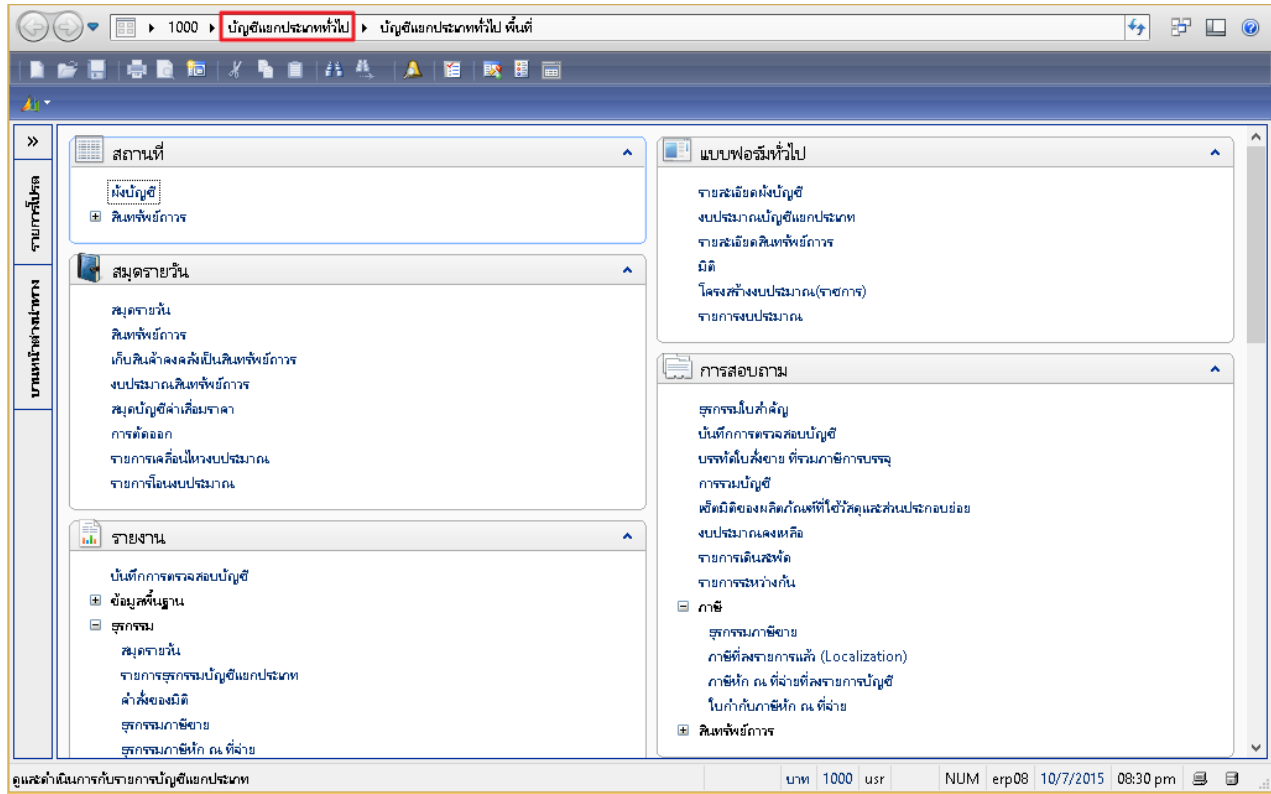 1000 บัญชีแยกประเภททั่วไป บัญชีแยกประเภททั่วไป พื้นที่
รายการโปรด
บานหน้าต่างนำทาง
สถานที่
ผังบัญชี
สินทรัพย์ถาวร
สมุดรายวัน
สมุดรายวัน
สินทรัพย์ถาวร
เก็บสินค้าคงคลังเป็นสินทรัพย์ถาวร
งบประมาณสินทรัพย์ถาวร
สมุดบัญชีค่าเสื่อมราคา
การตัดออก
รายการเคลื่อนไหวงบประมาณ
รายการโอนงบประมาณ
รายงาน
บันทึกการตรวจสอบบัญชี
ข้อมูลพื้นฐาน
ธุรกรรม
สมุดรายวัน
รายการธุรกรรมบัญชีแยกประเภท
คำสั่งของมิติ
ธุรกรรมภาษีขาย
ธุรกรรมภาษีหัก ณ ที่จ่าย
แบบฟอร์มทั่วไป
รายละเอียดผังบัญชี
งบประมาณบัญชีแยกประเภท
รายละเอียดสินทรัพย์ถาวร
มิติ
โครงสร้างงบประมาณ(ราชการ)
รายการงบประมาณ
การสอบถาม
ธุรกรรมใบสำคัญ
บันทึกการตรวจสอบบัญชี
บรรทัดใบสั่งขาย ที่รวมภาษีการบรรจุ
การรวมบัญชี
เซ็ตมิติของผลิตภัณฑ์ที่ใช้วัสดุและส่วนประกอบย่อย
งบประมาณคงเหลือ
รายการเดินสะพัด
รายการระหว่างกัน
ภาษี
ธุรกรรมภาษีขาย
ภาษีที่ลงรายการแล้ว (Localization)
ภาษีหัก ณ ที่จ่ายที่ลงรายการบัญชี
ใบกำกับภาษีหัก ณ ที่จ่าย
สินทรัพย์ถาวร
ดูและดำเนินการกับรายการบัญชีแยกประเภท บาท 1000 usr NUM erp08 10/7/2015 08:30 pm